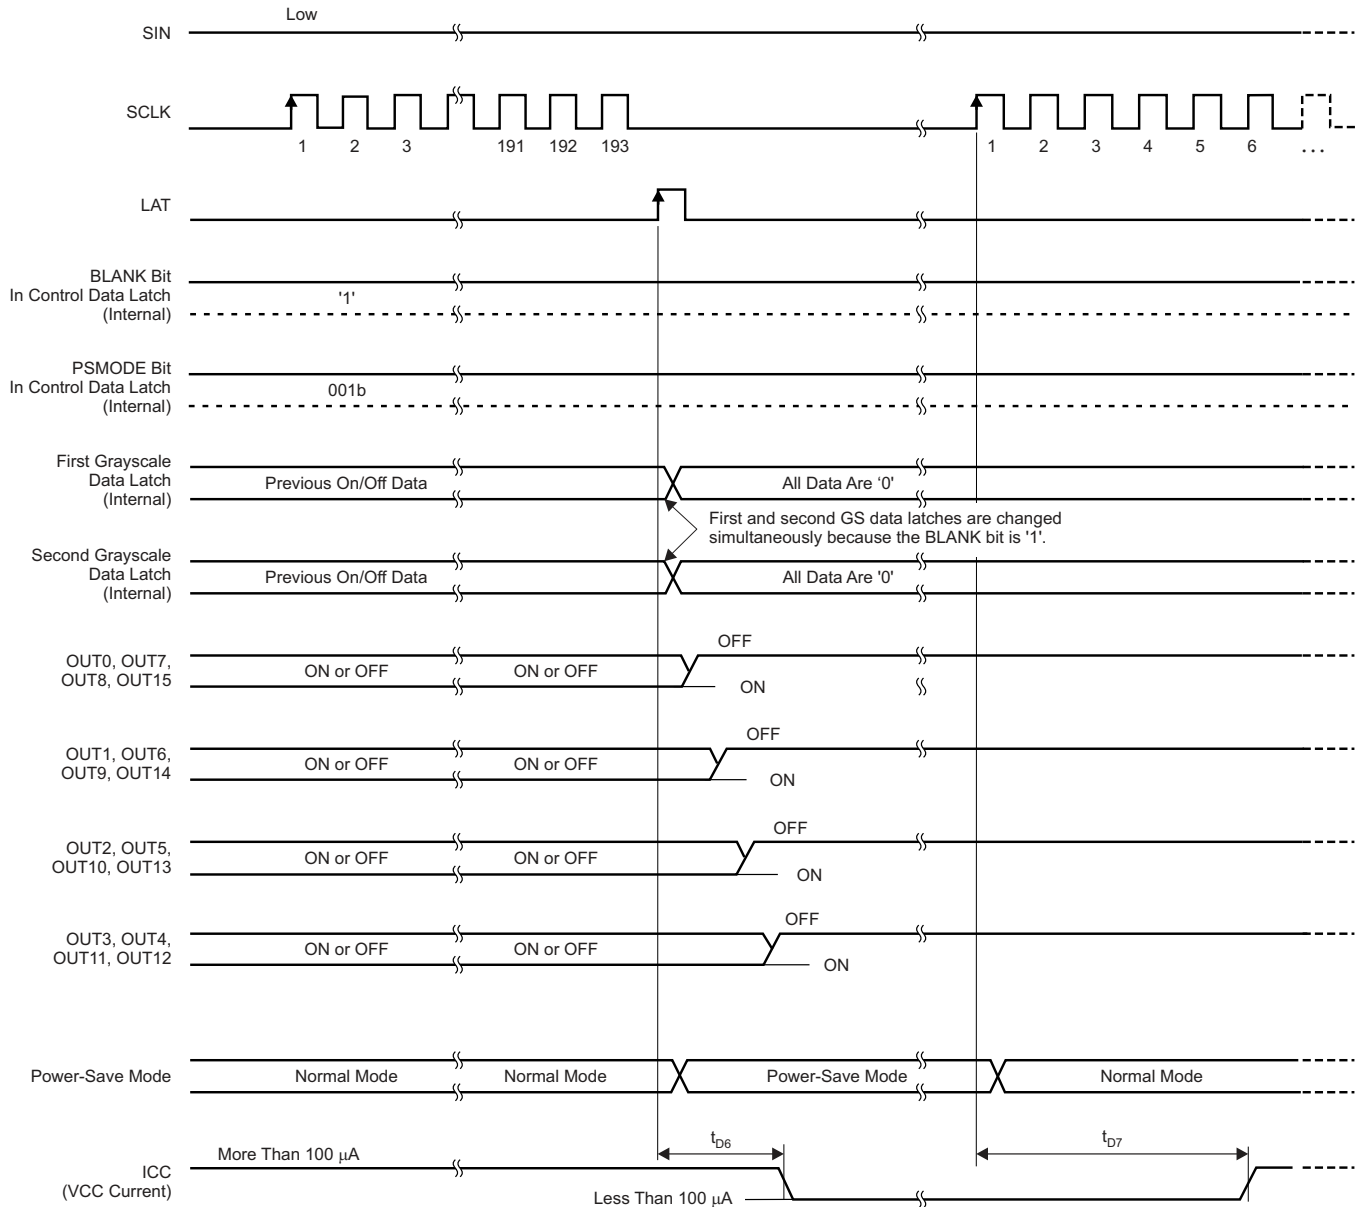 Low
SIN
SCLK
1 2 3 191 192 193 1 2 3 4 5 6 ...
LAT
BLANK Bit
In Control Data Latch
(Internal)
'1'
PSMODE Bit
In Control Data Latch
(Internal)
001b
First Grayscale
Data Latch
(Internal)
Previous On/Off Data
All Data Are ‘0'
First and second GS data latches are changed
simultaneously because the BLANK bit is '1'.
Second Grayscale
Data Latch
(Internal)
Previous On/Off Data
All Data Are '0'
OUT0, OUT7,
OUT8, OUT15
ON or OFF
ON or OFF
OFF
ON
OUT1, OUT6,
OUT9, OUT14
ON or OFF
ON or OFF
OFF
ON
OUT2, OUT5,
OUT10, OUT13
ON or OFF
ON or OFF
OFF
ON
OUT3, OUT4,
OUT11, OUT12
ON or OFF
ON or OFF
OFF
ON
Power-Save Mode
Normal Mode
Normal Mode
Power-Save Mode
Normal Mode
tD6
tD7
ICC
(VCC Current)
More Than 100 μA
Less Than 100 μA